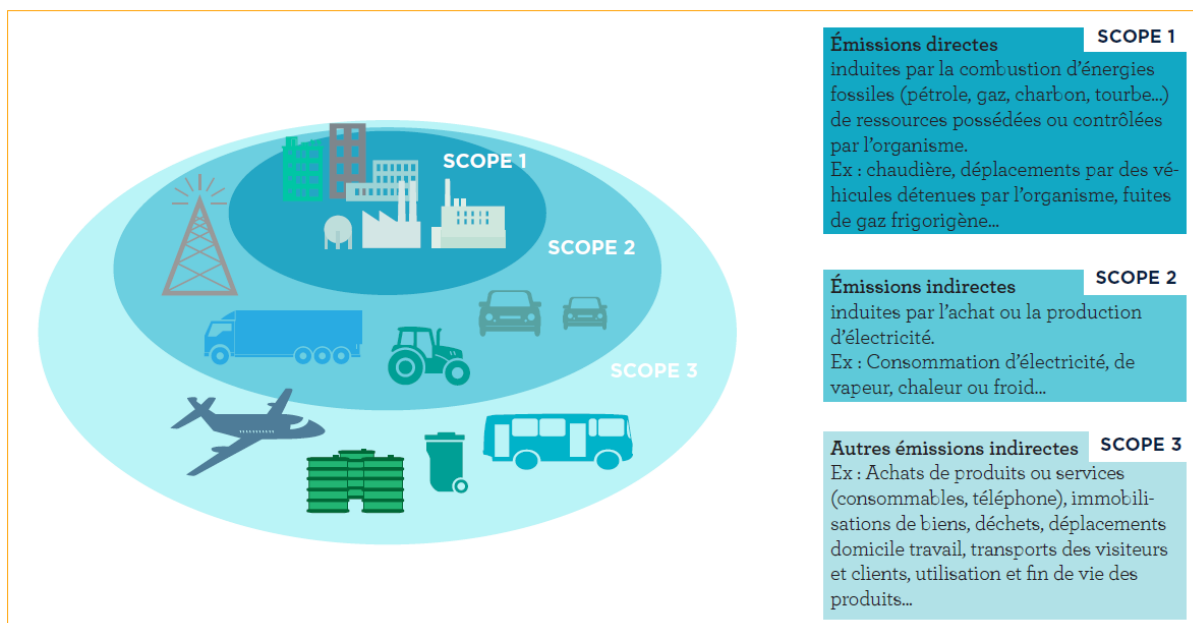 SCOPE 1
SCOPE 2
SCOPE 3
SCOPE 1
Émissions directes
induites par la combustion d'énergies
fossiles (pétrole, gaz, charbon, tourbe...)
de ressources possédées ou contrôlées
par l'organisme.
Ex : chaudière, déplacements par des vé-
hicules détenues par l'organisme, fuites
de gaz frigorigène...
SCOPE 2
Émissions indirectes
induites par l'achat ou la production
d'électricité.
Ex : Consommation d'électricité, de
vapeur, chaleur ou froid...
SCOPE 3
Autres émissions indirectes
Ex : Achats de produits ou services
(consommables, téléphone), immobili-
sations de biens, déchets, déplacements
domicile travail, transports des visiteurs
et clients, utilisation et fin de vie des
produits...